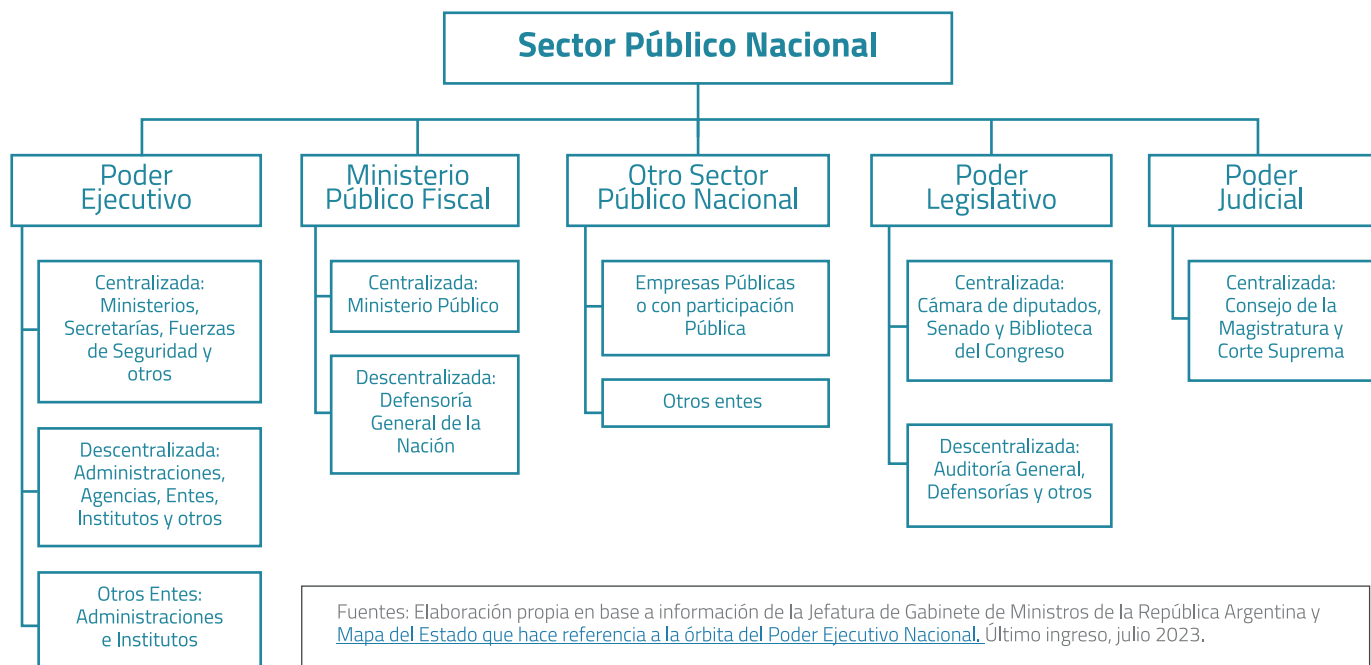 Sector Público Nacional
Poder
Ejecutivo
Centralizada:
Ministerios,
Secretarías, Fuerzas
de Seguridad y
otros
Descentralizada:
Administraciones,
Agencias, Entes,
Institutos y otros
Otros Entes:
Administraciones
e Institutos
Ministerio
Público Fiscal
Centralizada:
Ministerio Público
Descentralizada:
Defensoría
General de la
Nación
Otro Sector
Público Nacional
Empresas Públicas
o con participación
Pública
Otros entes
Poder
Legislativo
Centralizada:
Cámara de diputados,
Senado y Biblioteca
del Congreso
Descentralizada:
Auditoría General,
Defensorías y otros
Poder
Judicial
Centralizada:
Consejo de la
Magistratura y
Corte Suprema
Fuentes: Elaboración propia en base a información de la Jefatura de Gabinete de Ministros de la República Argentina y
Mapa del Estado que hace referencia a la órbita del Poder Ejecutivo Nacional. Último ingreso, julio 2023.